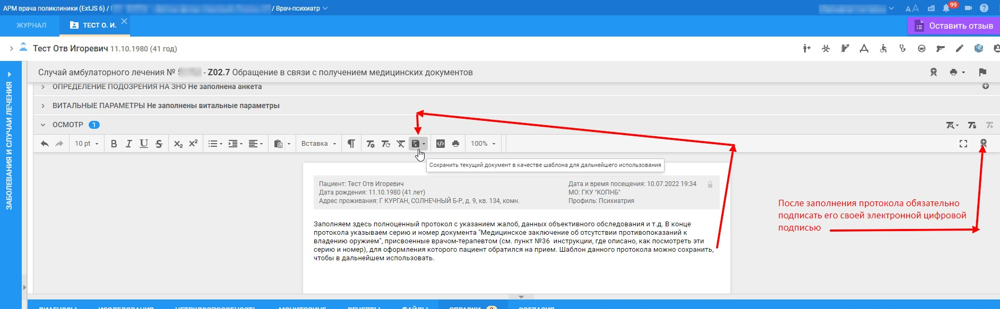 АРМ врача поликлиники (ExtJS 6) /
/ Врач-психиатр
AA
99
ЖУРНАЛ
ТЕСТ О. И.
Оставить отзыв
Тест Отв Игоревич 11.10.1980 (41 год)
ЗАБОЛЕВАНИЯ И СЛУЧАИ ЛЕЧЕНИЯ
Случай амбулаторного лечения № - Z02.7 Обращение в связи с получением медицинских документов
ОПРЕДЕЛЕНИЕ ПОДОЗРЕНИЯ НА ЗНО Не заполнена анкета
ВИТАЛЬНЫЕ ПАРАМЕТРЫ Не заполнены витальные параметры
ОСМОТР 1
10 pt B I U S X2 X2 Вставка 100%
Сохранить текущий документ в качестве шаблона для дальнейшего использования
Пациент: Тест Отв Игоревич
Дата рождения: 11.10.1980 (41 лет)
Адрес проживания: Г КУРГАН, СОЛНЕЧНЫЙ Б-Р, д. 9, кв. 134, комн.
Дата и время посещения: 10.07.2022 19:34
МО: ГКУ "КОПНБ"
Профиль: Психиатрия
Заполняем здесь полноценный протокол с указанием жалоб, данных объективного обследования и т.д. В конце
протокола указываем серию и номер документа "Медицинское заключение об отсутствии противопоказаний к
владению оружием", присвоенные врачом-терапевтом (см. пункт №36 инструкции, где описано, как посмотреть эти
серию и номер), для оформления которого пациент обратился на прием. Шаблон данного протокола можно сохранить,
чтобы в дальнейшем использовать.
После заполнения протокола обязательно
подписать его своей электронной цифровой
подписью
ДИАГНОЗЫ ИССЛЕДОВАНИЯ НЕТРУДОСПОСОБНОСТЬ МОНИТОРИНГ РЕЦЕПТЫ ФАЙЛЫ СПРАВКИ СОГЛАСИЯ